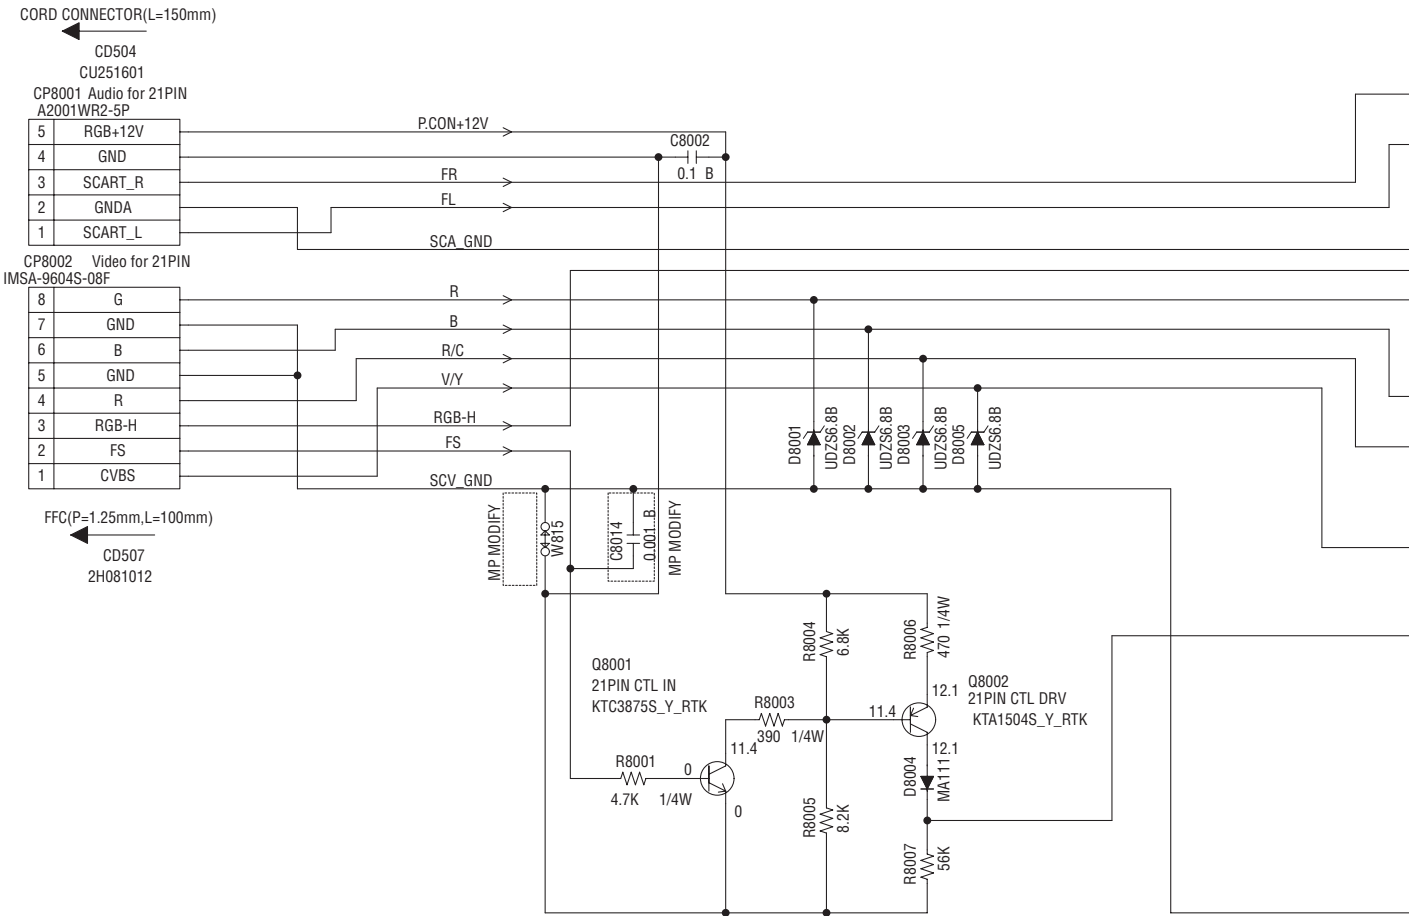 CORD CONNECTOR(L=150mm)
CD504
CU251601
CP8001 Audio for 21PIN
A2001WR2-5P
5 RGB+12V
4 GND
3 SCART_R
2 GNDA
1 SCART_L
P.CON+12V
C8002
0.1 B
FR
FL
SCA_GND
CP8002 Video for 21PIN
IMSA-9604S-08F
8 G
7 GND
6 B
5 GND
4 R
3 RGB-H
2 FS
1 CVBS
R
B
R/C
V/Y
RGB-H
FS
SCV_GND
D8001
UDZS6.8B
D8002
UDZS6.8B
D8003
UDZS6.8B
D8005
UDZS6.8B
FFC(P=1.25mm,L=100mm)
CD507
2H081012
MP MODIFY
W815
C8014
0.001 B
MP MODIFY
R8004
6.8K
R8006
470 1/4W
Q8001
21PIN CTL IN
KTC3875S_Y_RTK
R8003
390 1/4W
11.4
12.1
Q8002
21PIN CTL DRV
KTA1504S_Y_RTK
11.4
12.1
R8001
4.7K 1/4W
0
0
D8004
MA111
R8005
8.2K
R8007
56K